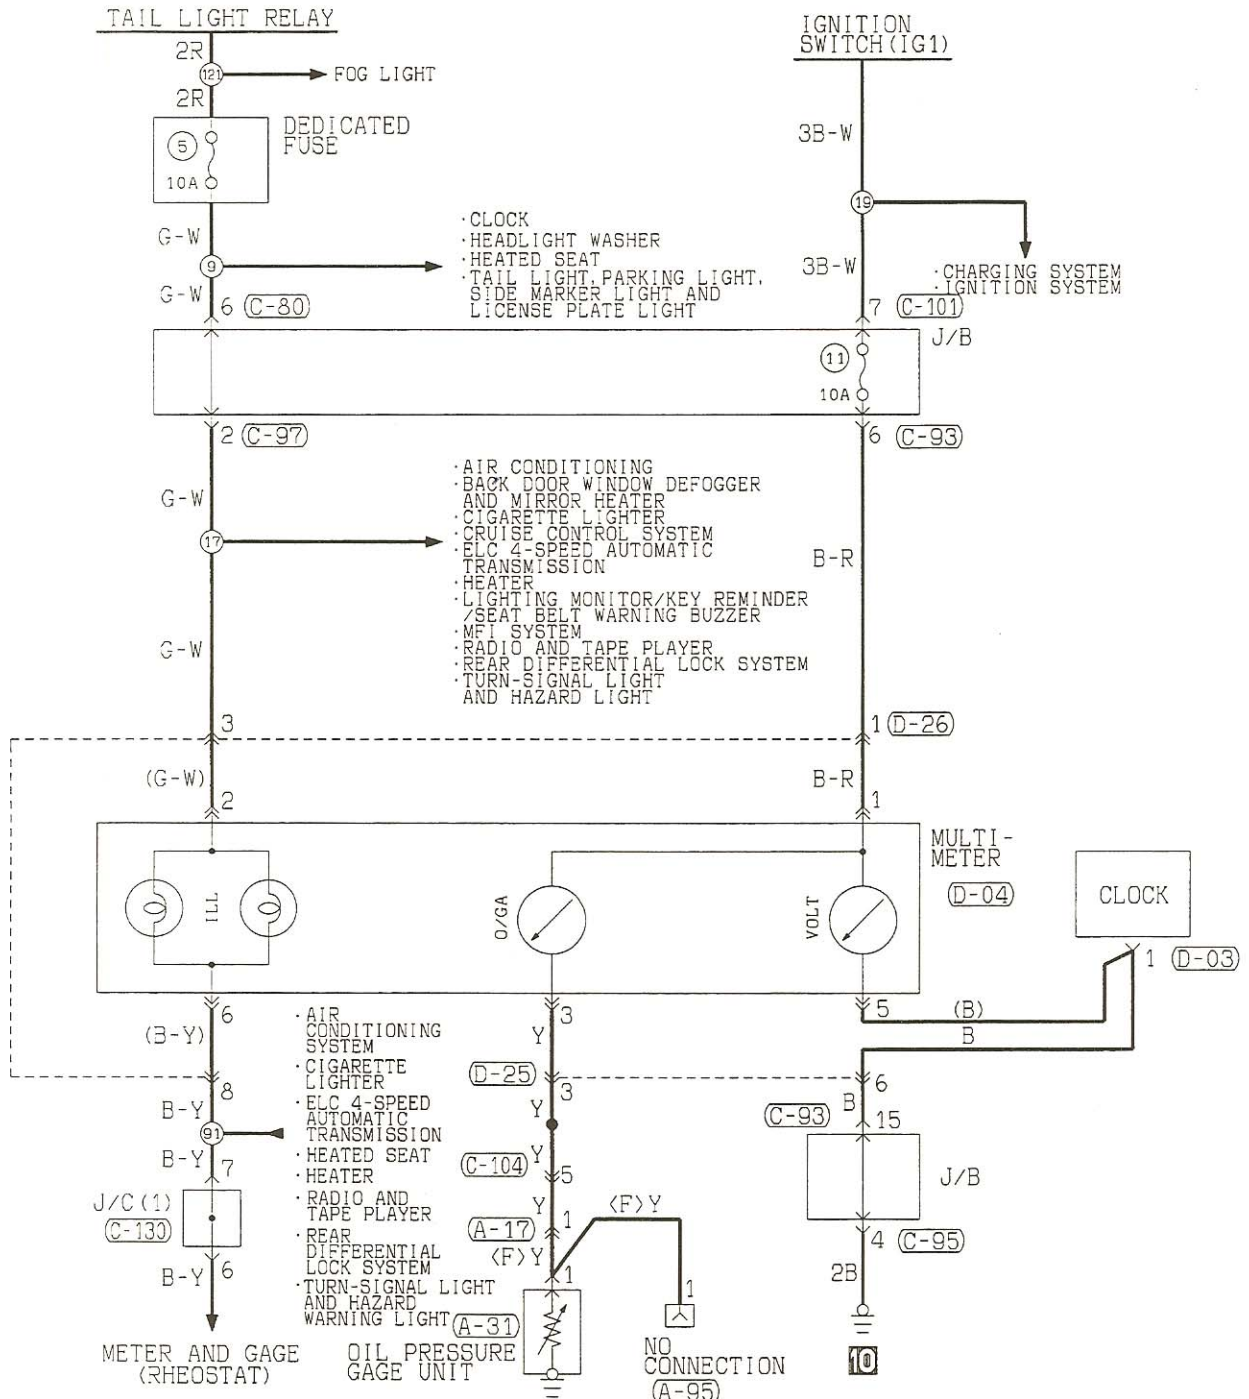 TAIL LIGHT RELAY
IGNITION
SWITCH(IG1)
2R
121
FOG LIGHT
2R
DEDICATED
FUSE
5
10A
3B-W
19
G-W
9
G-W
·CLOCK
·HEADLIGHT WASHER
·HEATED SEAT
·TAIL LIGHT,PARKING LIGHT,
SIDE MARKER LIGHT AND
LICENSE PLATE LIGHT
3B-W
·CHARGING SYSTEM
·IGNITION SYSTEM
6 C-80
7 C-101
J/B
11
10A
2 C-97
6 C-93
G-W
17
G-W
·AIR CONDITIONING
·BACK DOOR WINDOW DEFOGGER
AND MIRROR HEATER
·CIGARETTE LIGHTER
·CRUISE CONTROL SYSTEM
·ELC 4-SPEED AUTOMATIC
TRANSMISSION
·HEATER
·LIGHTING MONITOR/KEY REMINDER
/SEAT BELT WARNING BUZZER
·MFI SYSTEM
·RADIO AND TAPE PLAYER
·REAR DIFFERENTIAL LOCK SYSTEM
·TURN-SIGNAL LIGHT
AND HAZARD LIGHT
B-R
3
1 D-26
(G-W)
B-R
2
1
MULTI-
METER
D-04
ILL
O/GA
VOLT
CLOCK
1 D-03
6
3
5
(B)
B
(B-Y)
Y
·AIR
CONDITIONING
SYSTEM
·CIGARETTE
LIGHTER
·ELC 4-SPEED
AUTOMATIC
TRANSMISSION
·HEATED SEAT
·HEATER
·RADIO AND
TAPE PLAYER
·REAR
DIFFERENTIAL
LOCK SYSTEM
·TURN-SIGNAL LIGHT
AND HAZARD
WARNING LIGHT
8
D-25
3
6
B-Y
91
B-Y
7
Y
C-93
B
15
C-104
Y
5
J/B
J/C(1)
C-130
Y
A-17
1
<F>Y
<F>Y
4 C-95
B-Y
6
1
1
2B
A-31
METER AND GAGE
(RHEOSTAT)
OIL PRESSURE
GAGE UNIT
NO
CONNECTION
A-95
10